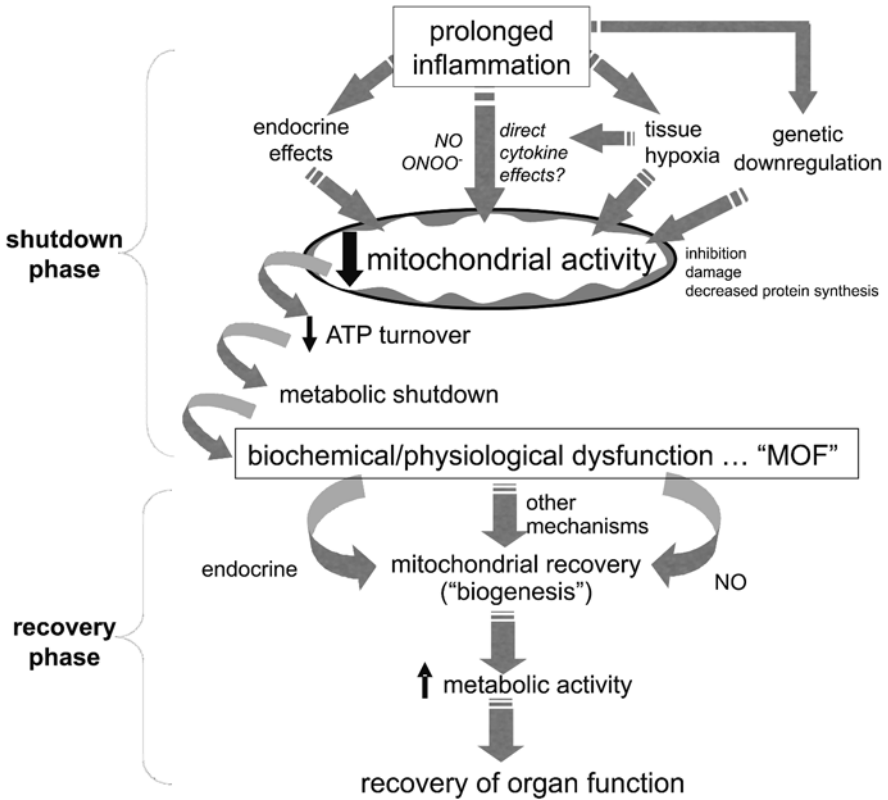 prolonged
inflammation
endocrine
effects
NO
ONOO-
direct
cytokine
effects?
tissue
hypoxia
genetic
downregulation
shutdown
phase
mitochondrial activity
inhibition
damage
decreased protein synthesis
ATP turnover
metabolic shutdown
biochemical/physiological dysfunction … “MOF”
other
mechanisms
endocrine
mitochondrial recovery
(“biogenesis”)
NO
recovery
phase
metabolic activity
recovery of organ function